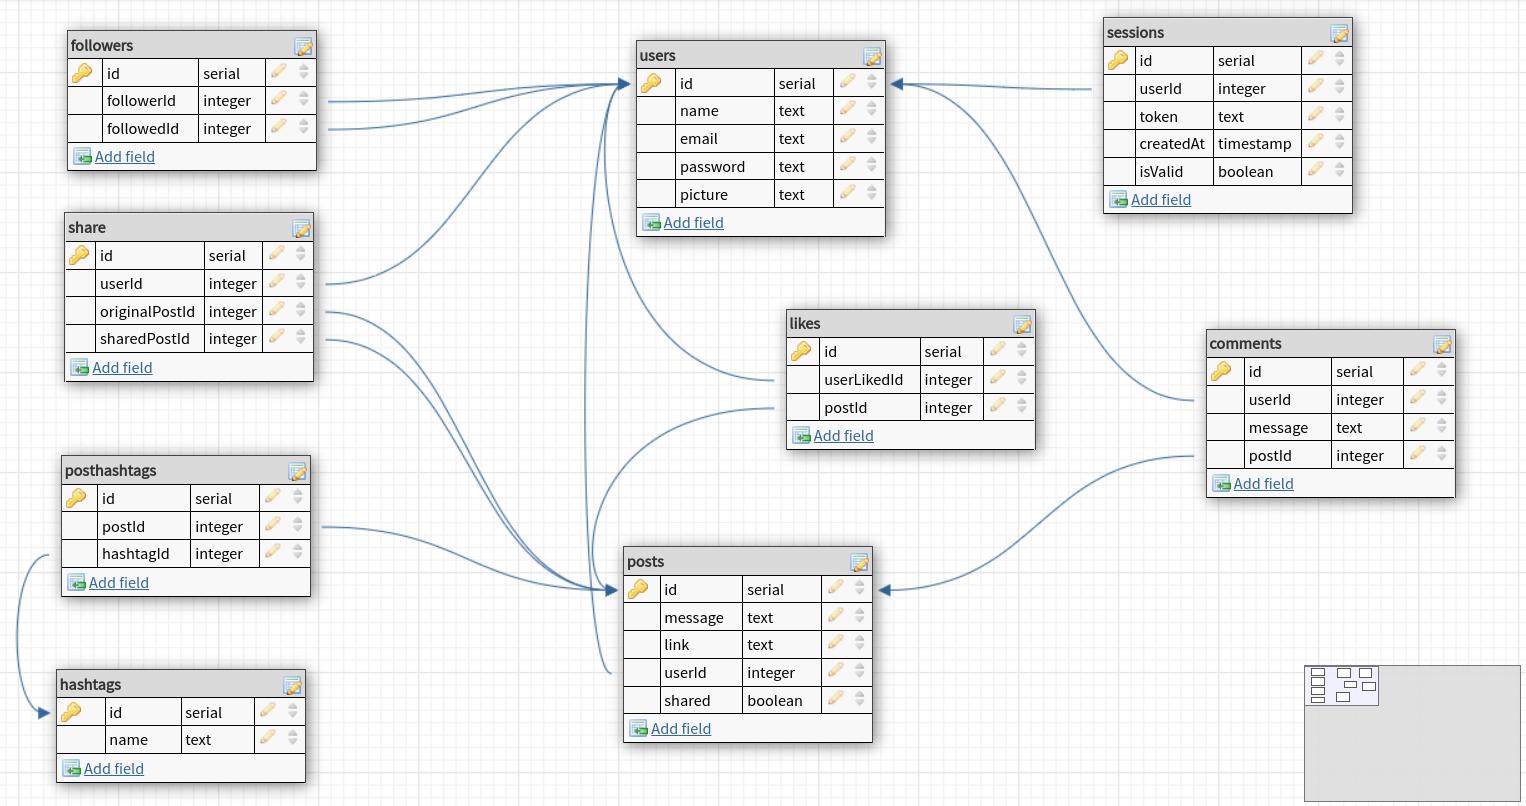 followers
id serial
followerId integer
followedId integer
Add field
users
id serial
name text
email text
password text
picture text
Add field
sessions
id serial
userId integer
token text
createdAt timestamp
isValid boolean
Add field
share
id serial
userId integer
originalPostId integer
sharedPostId integer
Add field
likes
id serial
userLikedId integer
postId integer
Add field
comments
id serial
userId integer
message text
postId integer
Add field
posthashtags
id serial
postId integer
hashtagId integer
Add field
posts
id serial
message text
link text
userId integer
shared boolean
Add field
hashtags
id serial
name text
Add field